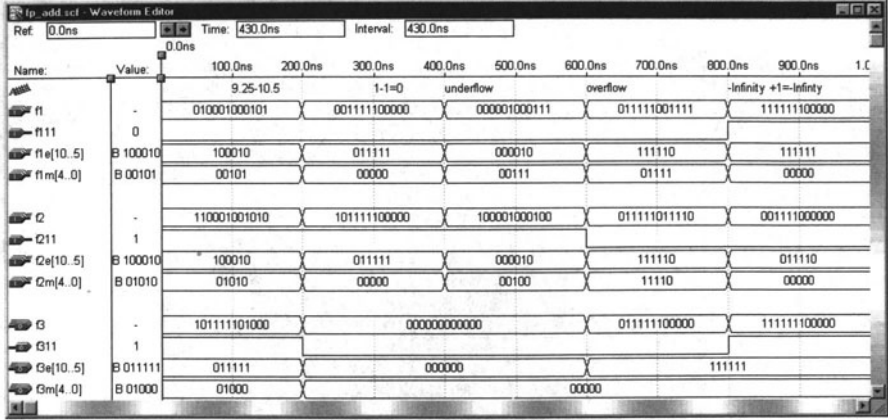 fp_add.scf - Waveform Editor
Ref: 0.0ns Time: 430.0ns Interval: 430.0ns
0.0ns
Name: Value: 100.0ns 200.0ns 300.0ns 400.0ns 500.0ns 600.0ns 700.0ns 800.0ns 900.0ns 1.0
9.25-10.5 1-1=0 underflow overflow -Infinity +1=-Infinty
f1 - 010001000101 001111100000 000001000111 011111001111 111111100000
f111 0
f1e[10..5] B 100010 100010 011111 000010 111110 111111
f1m[4..0] B 00101 00101 00000 00111 01111 00000
f2 - 110001001010 101111100000 100001000100 011111011110 001111000000
f211 1
f2e[10..5] B 100010 100010 011111 000010 111110 011110
f2m[4..0] B 01010 01010 00000 00100 11110 00000
f3 - 101111101000 000000000000 011111100000 111111100000
f311 1
f3e[10..5] B 011111 011111 000000 111111
f3m[4..0] B 01000 01000 00000